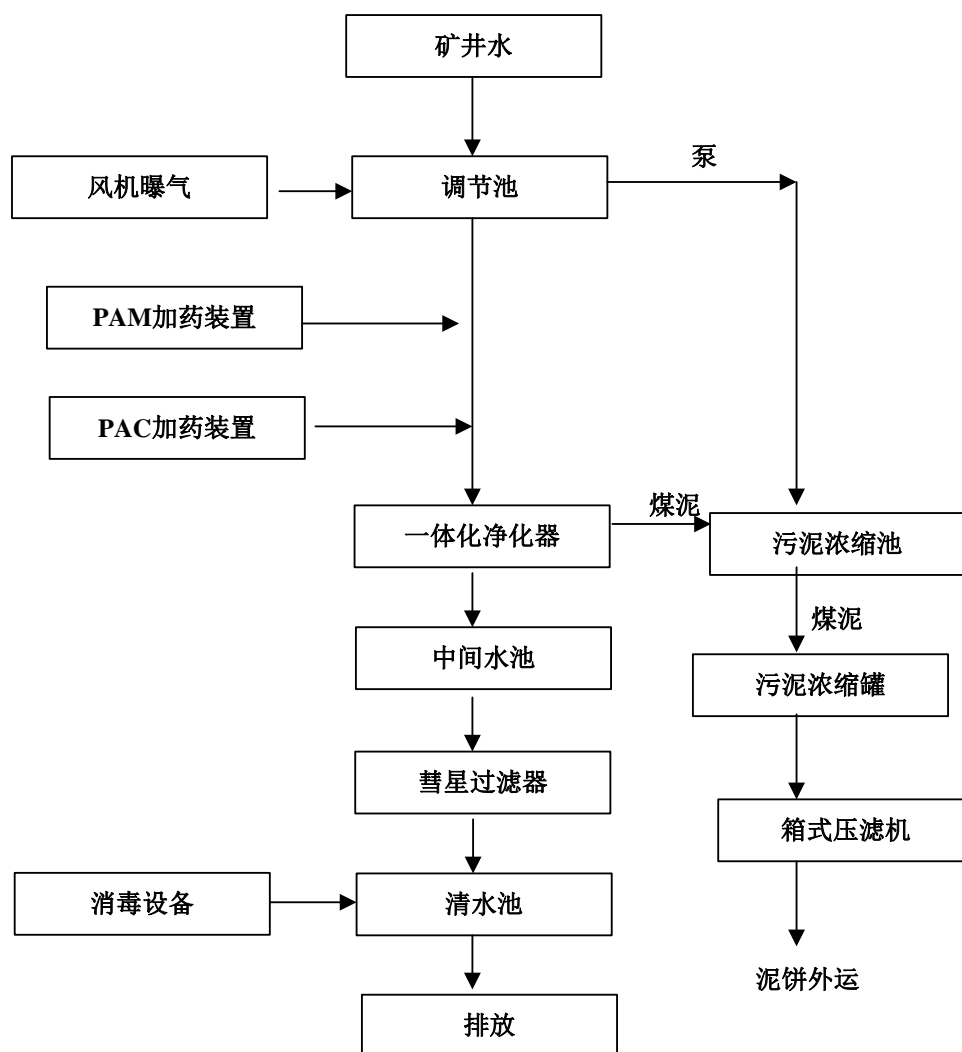 矿井水
泵
风机曝气
调节池
PAM加药装置
PAC加药装置
一体化净化器
煤泥
污泥浓缩池
煤泥
中间水池
污泥浓缩罐
彗星过滤器
箱式压滤机
消毒设备
清水池
泥饼外运
排放